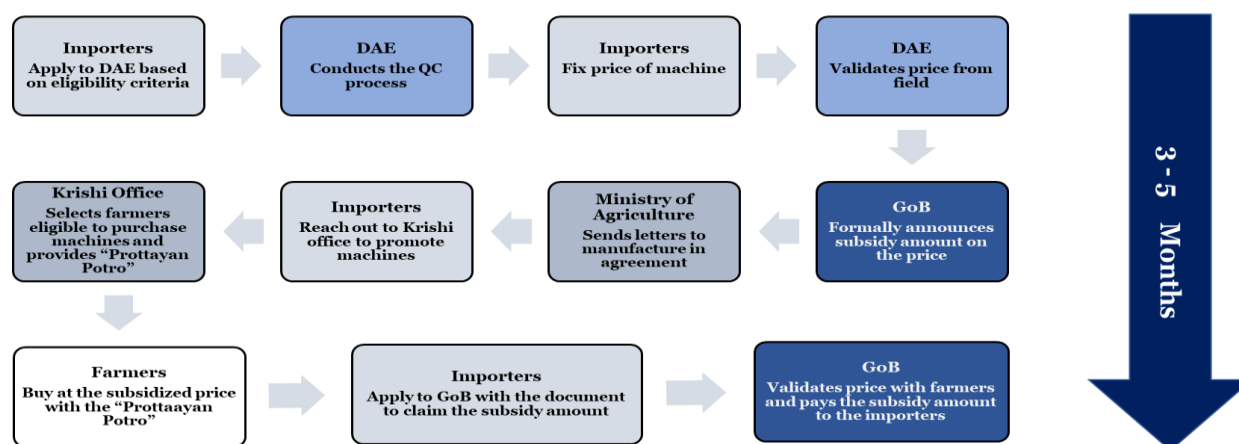 Importers
Apply to DAE based
on eligibility criteria
DAE
Conducts the QC
process
Importers
Fix price of machine
DAE
Validates price from
field
Krishi Office
Selects farmers
eligible to purchase
machines and
provides “Prottayan
Potro”
Importers
Reach out to Krishi
office to promote
machines
Ministry of
Agriculture
Sends letters to
manufacture in
agreement
GoB
Formally announces
subsidy amount on
the price
Farmers
Buy at the subsidized price
with the “Prottaayan
Potro”
Importers
Apply to GoB with the document
to claim the subsidy amount
GoB
Validates price with farmers
and pays the subsidy amount
to the importers
3 - 5 Months